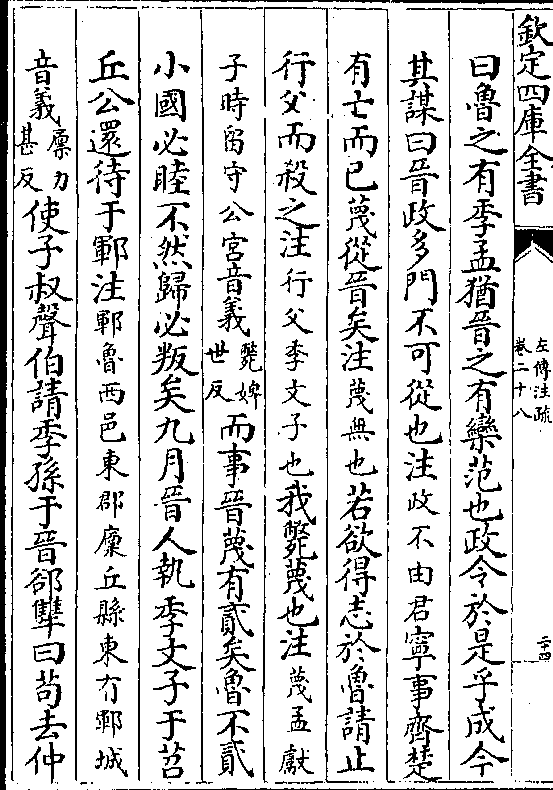 欽定四庫全書
左傳注疏
卷二十八
二十四
曰魯之有季孟猶晉之有欒范也政令於是乎成今
其謀曰晉政多門不可從也注政不由君寧事齊楚
有亡而已蔑從晉矣注蔑無也若欲得志於魯請止
行父而殺之注行父季文子也我斃蔑也注蔑孟獻
子時留守公宮音義斃婢世反而事晉蔑有貳矣魯不貳
小國必睦不然歸必叛矣九月晉人執季文子于苕
丘公還待于鄆注鄆魯西邑東郡廩丘縣東有鄆城
音義廩力甚反使子叔聲伯請季孫于晉郤犨曰苟去仲